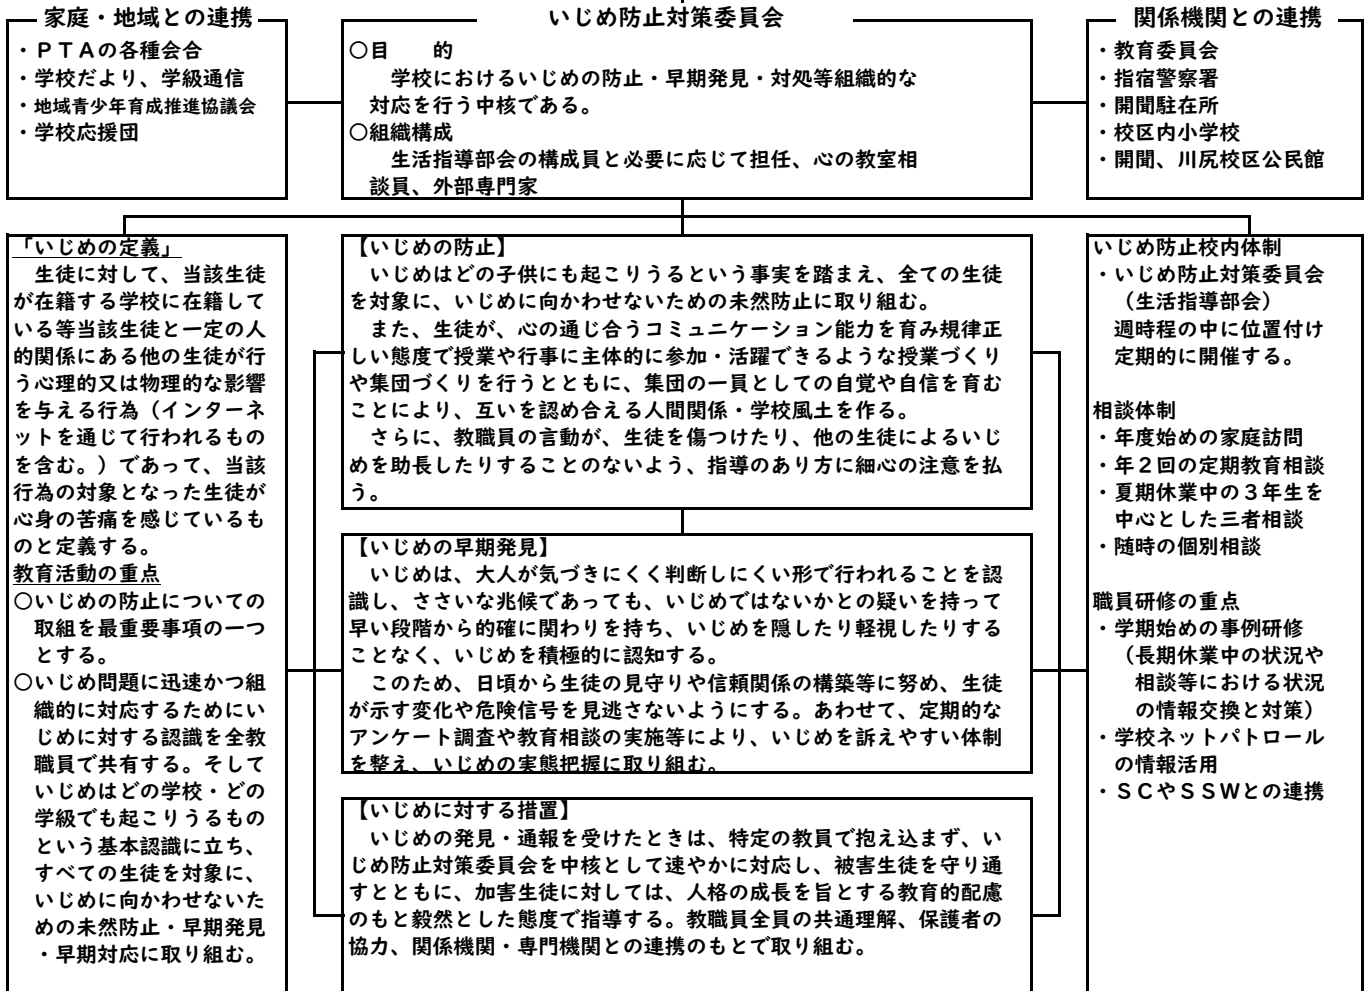 家庭・地域との連携
・ＰＴＡの各種会合
・学校だより、学級通信
・地域青少年育成推進協議会
・学校応援団
いじめ防止対策委員会
○目　　的
学校におけるいじめの防止・早期発見・対処等組織的な
対応を行う中核である。
○組織構成
生活指導部会の構成員と必要に応じて担任、心の教室相
談員、外部専門家
関係機関との連携
・教育委員会
・指宿警察署
・開聞駐在所
・校区内小学校
・開聞、川尻校区公民館
「いじめの定義」
生徒に対して、当該生徒
が在籍する学校に在籍して
いる等当該生徒と一定の人
的関係にある他の生徒が行
う心理的又は物理的な影響
を与える行為（インターネ
ットを通じて行われるもの
を含む。）であって、当該
行為の対象となった生徒が
心身の苦痛を感じているも
のと定義する。
教育活動の重点
○いじめの防止についての
取組を最重要事項の一つ
とする。
○いじめ問題に迅速かつ組
織的に対応するためにい
じめに対する認識を全教
職員で共有する。そして
いじめはどの学校・どの
学級でも起こりうるもの
という基本認識に立ち、
すべての生徒を対象に、
いじめに向かわせないた
めの未然防止・早期発見
・早期対応に取り組む。
【いじめの防止】
いじめはどの子供にも起こりうるという事実を踏まえ、全ての生徒
を対象に、いじめに向かわせないための未然防止に取り組む。
また、生徒が、心の通じ合うコミュニケーション能力を育み規律正
しい態度で授業や行事に主体的に参加・活躍できるような授業づくり
や集団づくりを行うとともに、集団の一員としての自覚や自信を育む
ことにより、互いを認め合える人間関係・学校風土を作る。
さらに、教職員の言動が、生徒を傷つけたり、他の生徒によるいじ
めを助長したりすることのないよう、指導のあり方に細心の注意を払
う。
【いじめの早期発見】
いじめは、大人が気づきにくく判断しにくい形で行われることを認
識し、ささいな兆候であっても、いじめではないかとの疑いを持って
早い段階から的確に関わりを持ち、いじめを隠したり軽視したりする
ことなく、いじめを積極的に認知する。
このため、日頃から生徒の見守りや信頼関係の構築等に努め、生徒
が示す変化や危険信号を見逃さないようにする。あわせて、定期的な
アンケート調査や教育相談の実施等により、いじめを訴えやすい体制
を整え、いじめの実態把握に取り組む。
【いじめに対する措置】
いじめの発見・通報を受けたときは、特定の教員で抱え込まず、い
じめ防止対策委員会を中核として速やかに対応し、被害生徒を守り通
すとともに、加害生徒に対しては、人格の成長を旨とする教育的配慮
のもと毅然とした態度で指導する。教職員全員の共通理解、保護者の
協力、関係機関・専門機関との連携のもとで取り組む。
いじめ防止校内体制
・いじめ防止対策委員会
（生活指導部会）
週時程の中に位置付け
定期的に開催する。
相談体制
・年度始めの家庭訪問
・年２回の定期教育相談
・夏期休業中の３年生を
中心とした三者相談
・随時の個別相談
職員研修の重点
・学期始めの事例研修
（長期休業中の状況や
相談等における状況
の情報交換と対策）
・学校ネットパトロール
の情報活用
・ＳＣやＳＳＷとの連携